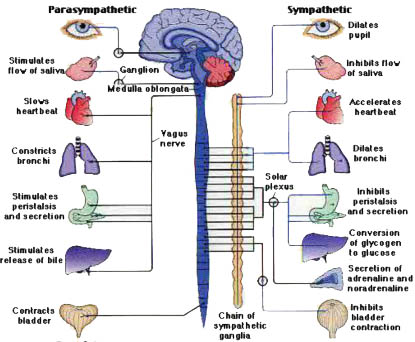 Parasympathetic
Sympathetic
Dilates
pupil
Stimulates
flow of saliva
Ganglion
Medulla oblongata
Inhibits flow
of saliva
Slows
heartbeat
Accelerates
heartbeat
Vagus
nerve
Constricts
bronchi
Dilates
bronchi
Solar
plexus
Stimulates
peristalsis
and secretion
Inhibits
peristalsis
and secretion
Stimulates
release of bile
Conversion
of glycogen
to glucose
Secretion of
adrenaline and
noradrenaline
Contracts
bladder
Chain of
sympathetic
ganglia
Inhibits
bladder
contraction